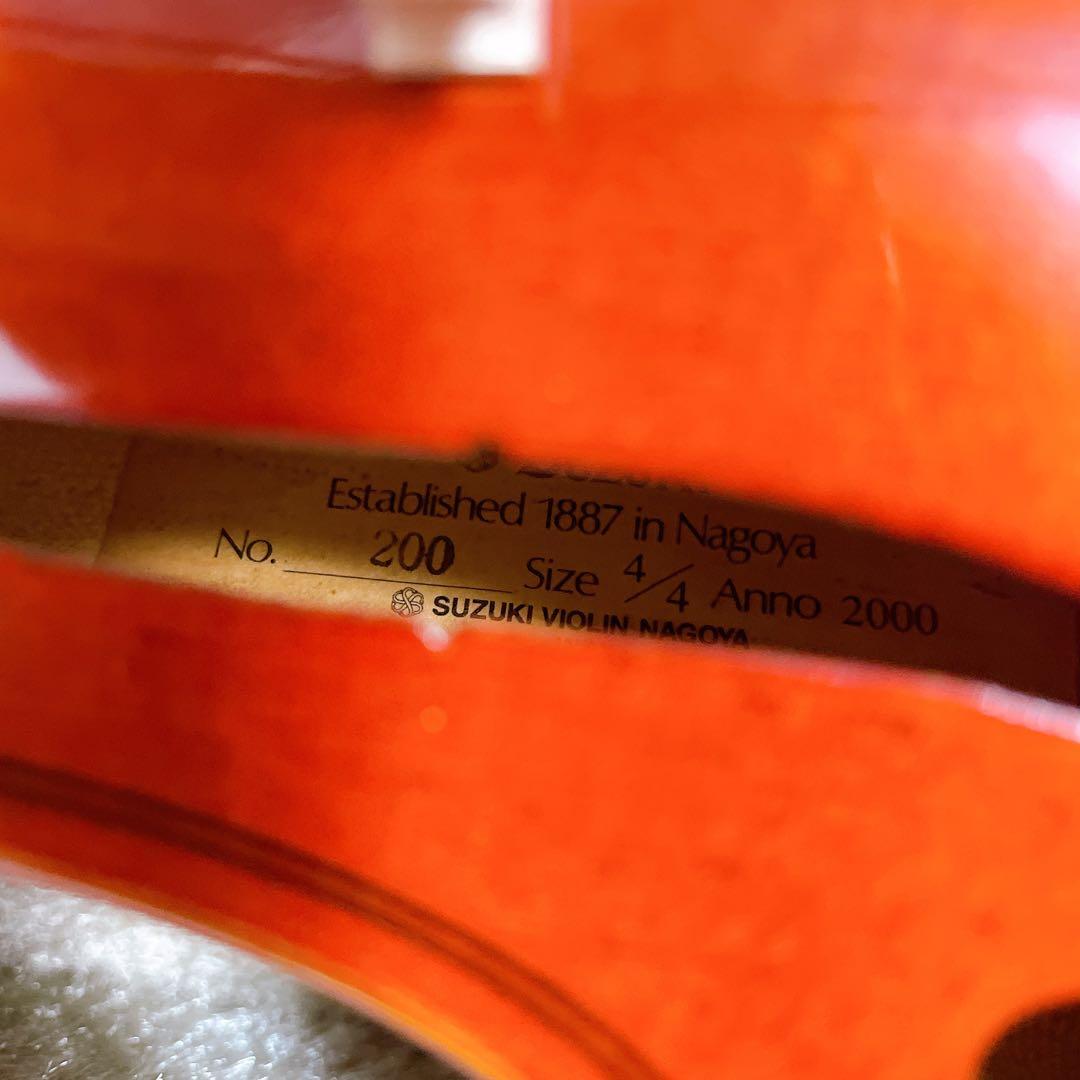 Established 1887 in Nagoya
No. 200 Size 4/4 Anno 2000
SUZUKI VIOLIN NAGOYA